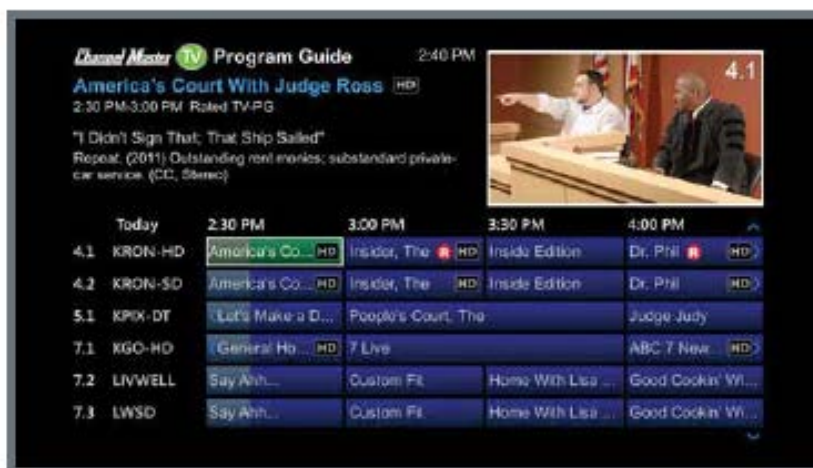 Channel Master TV Program Guide 2:40 PM
America's Court With Judge Ross HD
2:30 PM-3:00 PM Rated TV-PG
"I Didn't Sign That; That Ship Sailed"
Repeat. (2011) Outstanding rent monies; substandard private-
car service. (CC, Stereo)
4.1
Today 2:30 PM 3:00 PM 3:30 PM 4:00 PM
4.1 KRON-HD America's Co... HD Insider, The R HD Inside Edition Dr. Phil R HD
4.2 KRON-SD America's Co... HD Insider, The HD Inside Edition Dr. Phil HD
5.1 KPIX-DT Let's Make a D... People's Court, The Judge Judy
7.1 KGO-HD General Ho... HD 7 Live ABC 7 New... HD
7.2 LIVWELL Say Ahh... Custom Fit Home With Lisa ... Good Cookin' Wi...
7.3 LWSD Say Ahh... Custom Fit Home With Lisa ... Good Cookin' Wi...